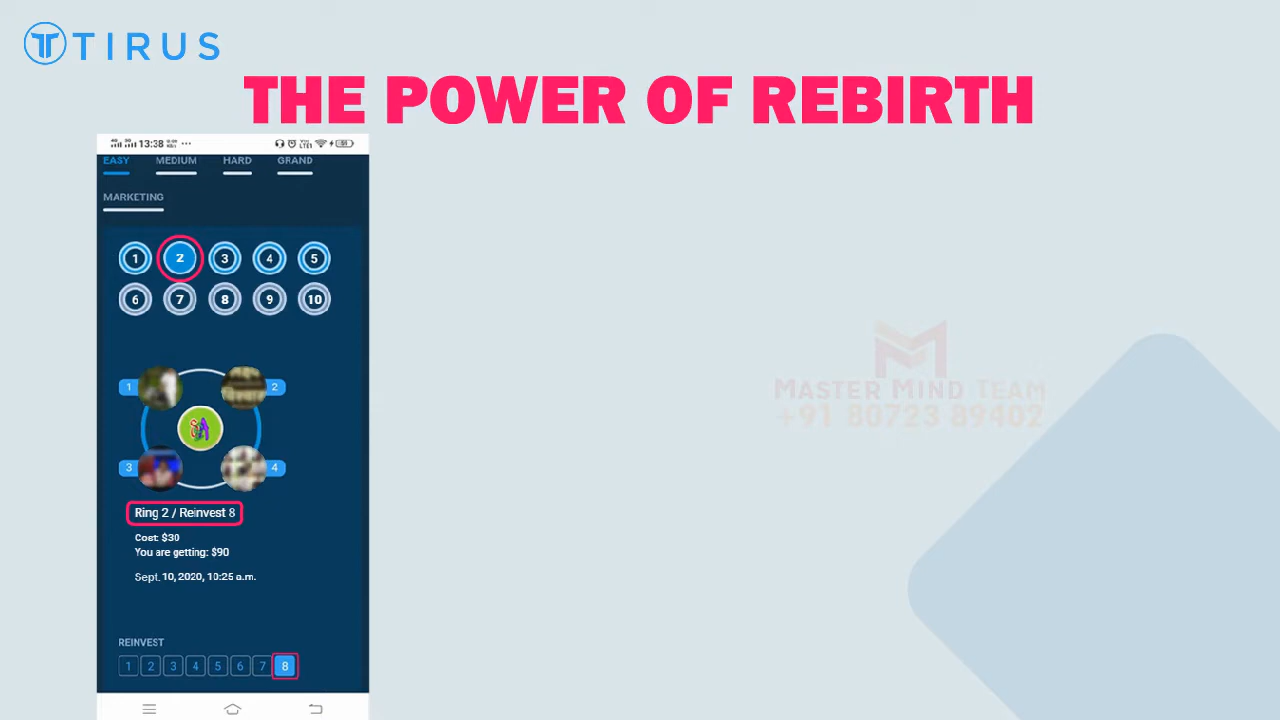 TIRUS
THE POWER OF REBIRTH
13:38
EASY MEDIUM HARD GRAND
MARKETING
1 2 3 4 5
6 7 8 9 10
1 2
3 4
Ring 2 / Reinvest 8
Cost: $30
You are getting: $90
Sept. 10, 2020, 10:25 a.m.
REINVEST
1 2 3 4 5 6 7 8
MASTER MIND TEAM
+91 80723 89402